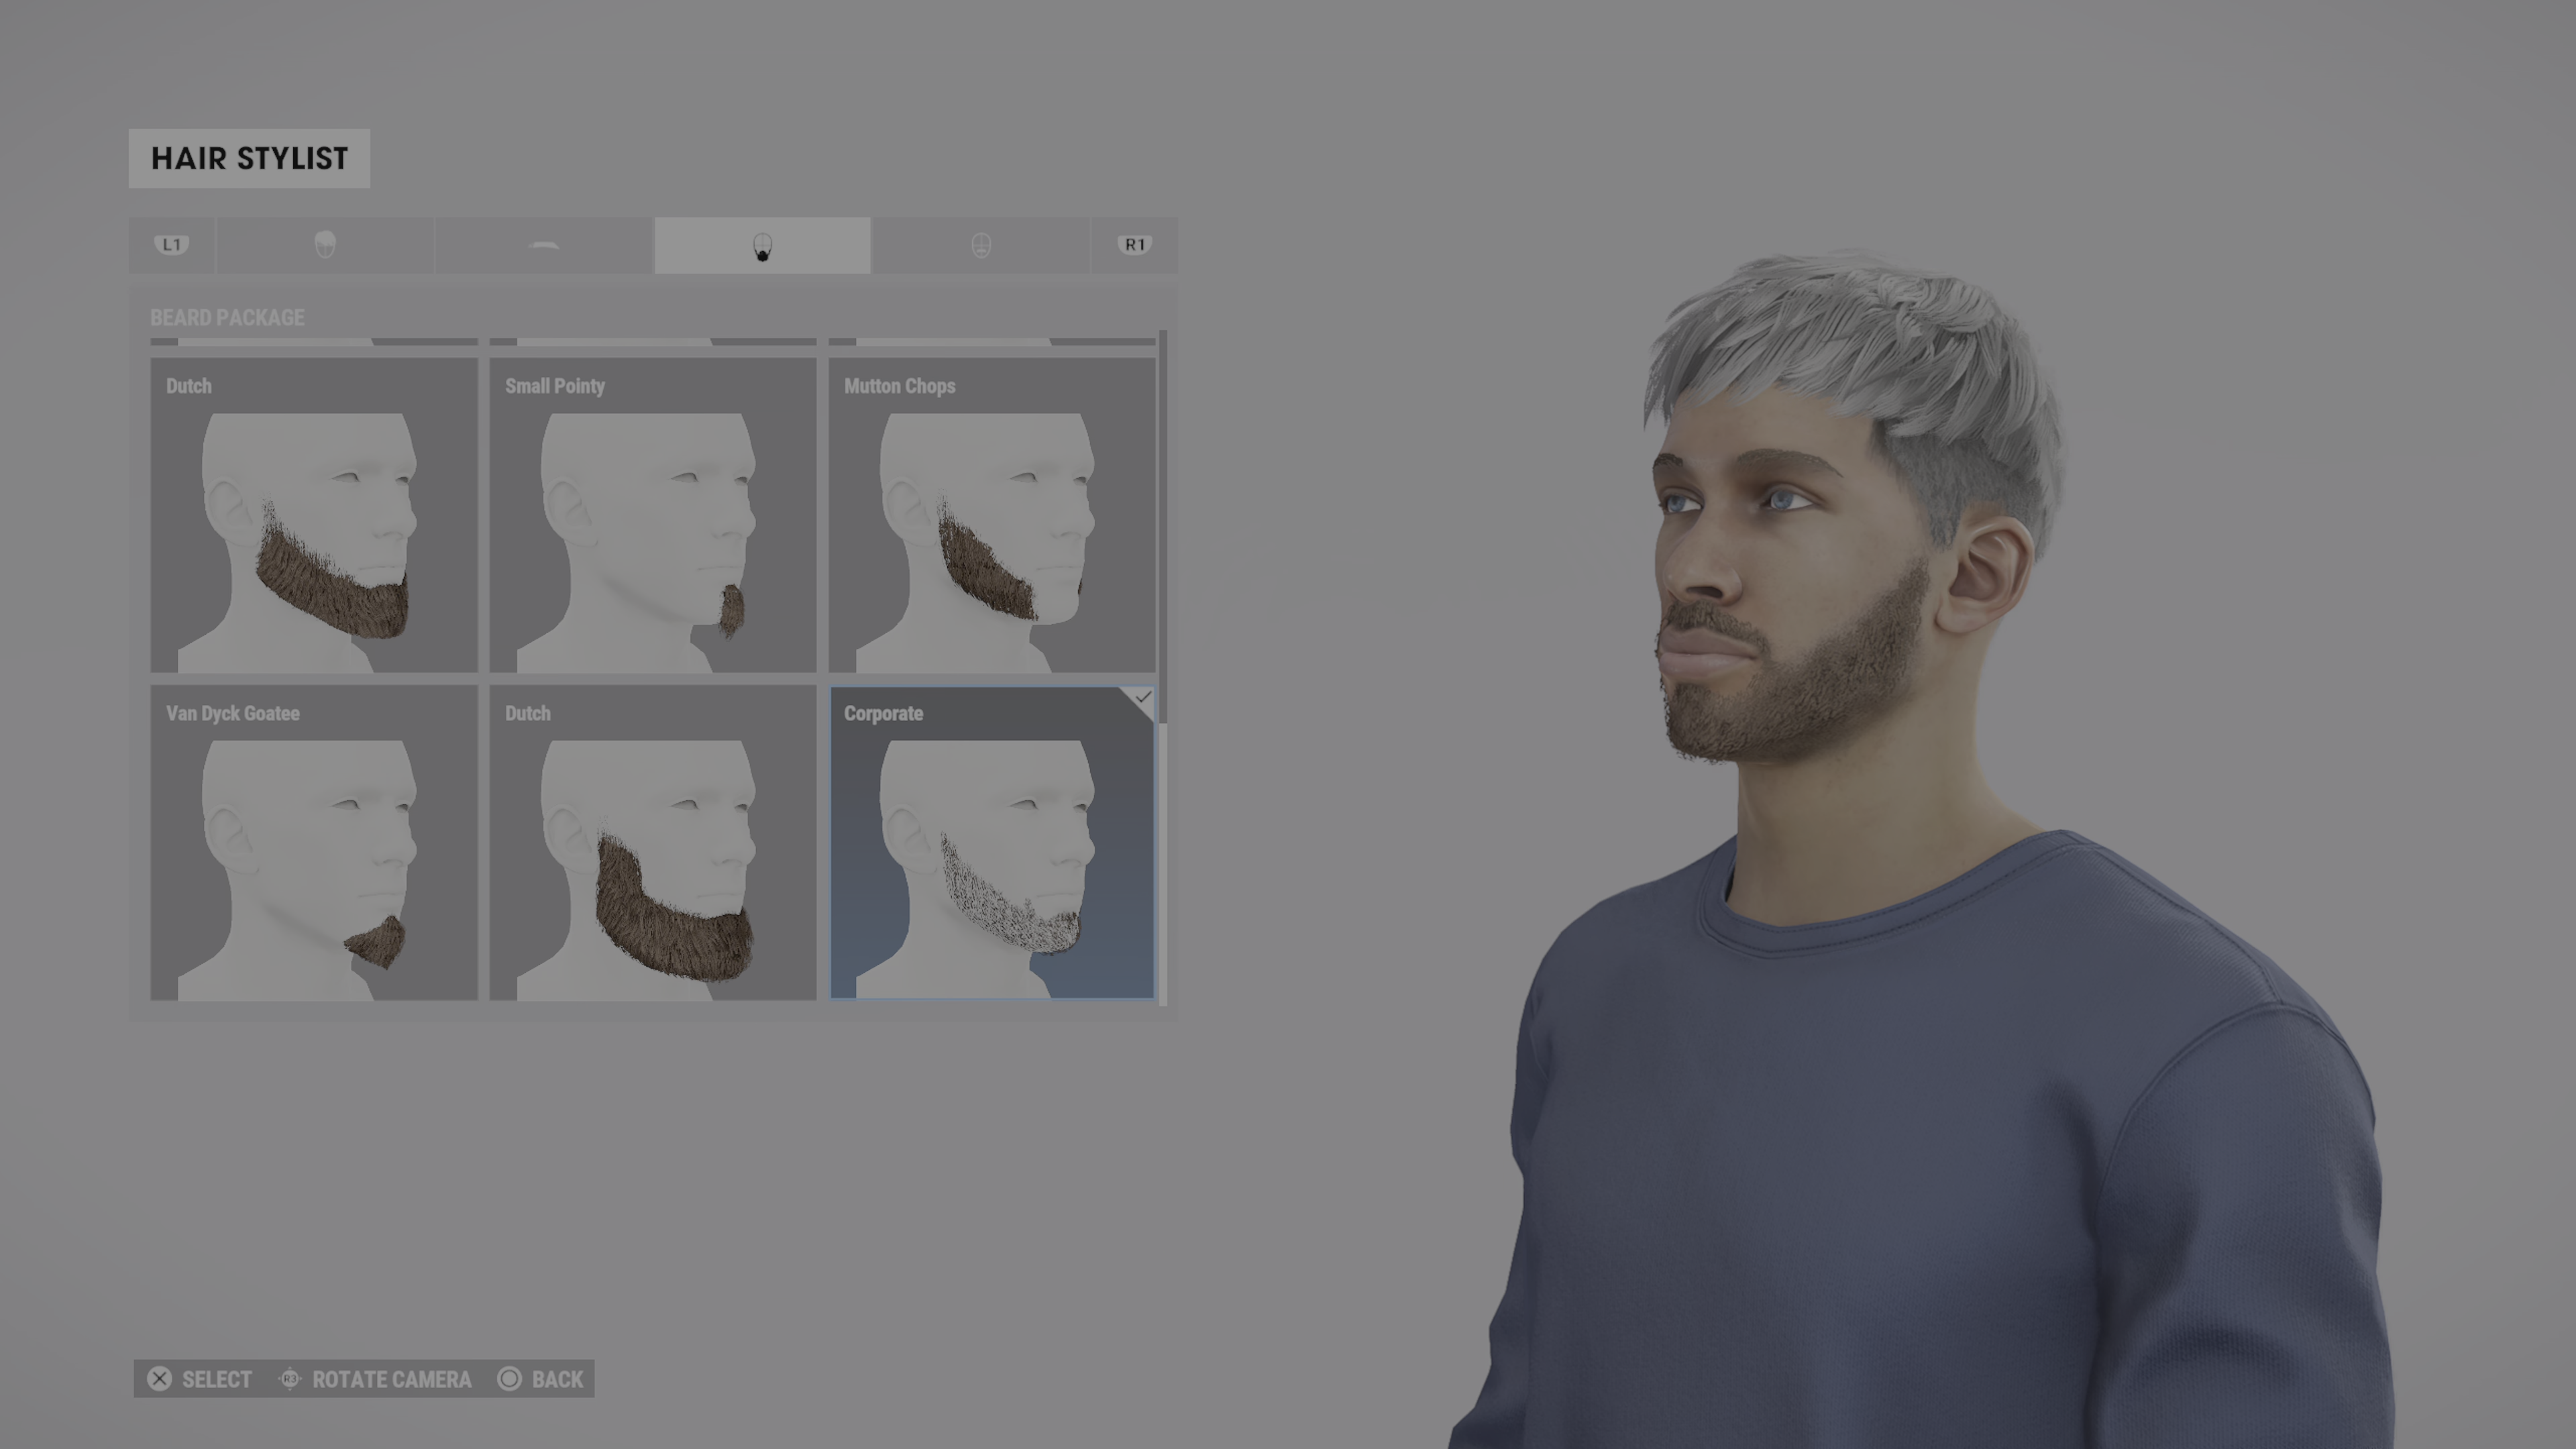 HAIR STYLIST
L1
R1
BEARD PACKAGE
Dutch
Small Pointy
Mutton Chops
Van Dyck Goatee
Dutch
Corporate
SELECT
R3
ROTATE CAMERA
BACK